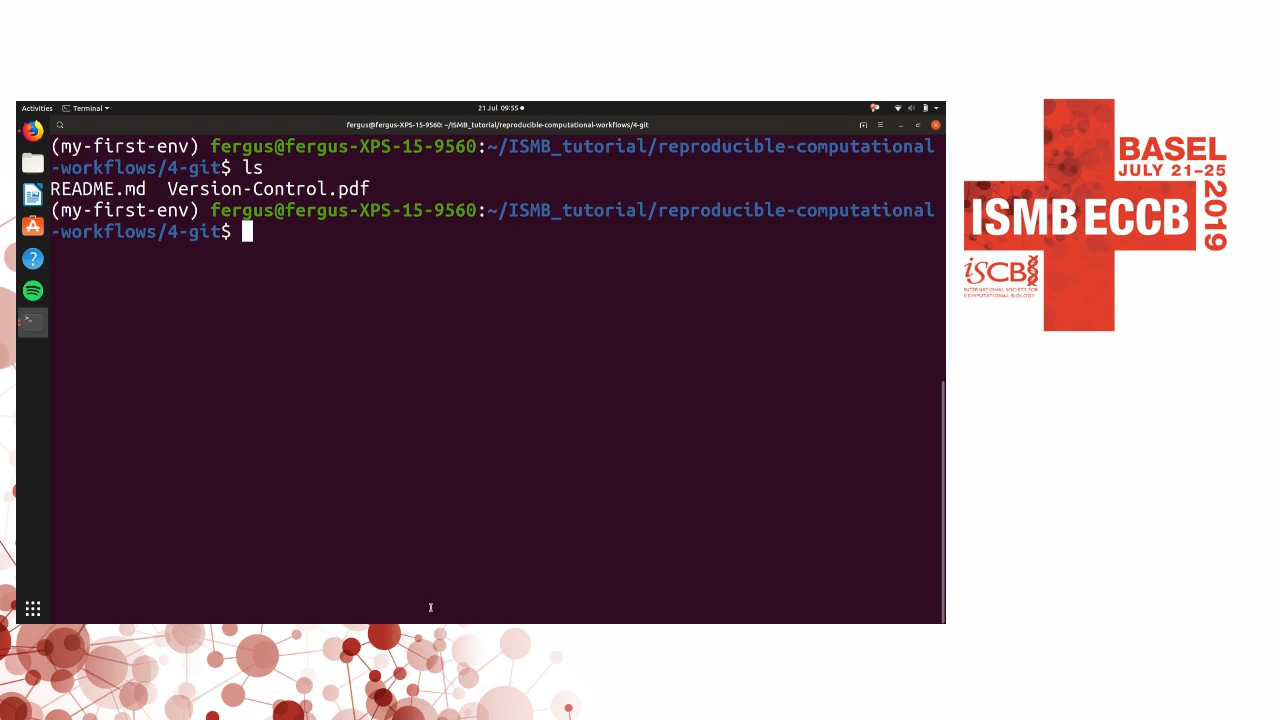 Activities
Terminal
21 Jul 09:55
fergus@fergus-XPS-15-9560: ~/ISMB_tutorial/reproducible-computational-workflows/4-git
(my-first-env) fergus@fergus-XPS-15-9560:~/ISMB_tutorial/reproducible-computational
-workflows/4-git$ ls
README.md Version-Control.pdf
(my-first-env) fergus@fergus-XPS-15-9560:~/ISMB_tutorial/reproducible-computational
-workflows/4-git$
BASEL
JULY 21-25
2019
ISMB ECCB
iSCB
INTERNATIONAL SOCIETY FOR
COMPUTATIONAL BIOLOGY